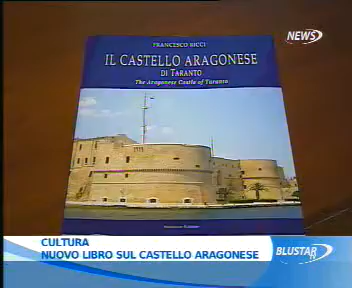 NEWS
FRANCESCO RICCI
IL CASTELLO ARAGONESE
DI TARANTO
The Aragonese Castle of Taranto
CULTURA
NUOVO LIBRO SUL CASTELLO ARAGONESE
BLUSTAR